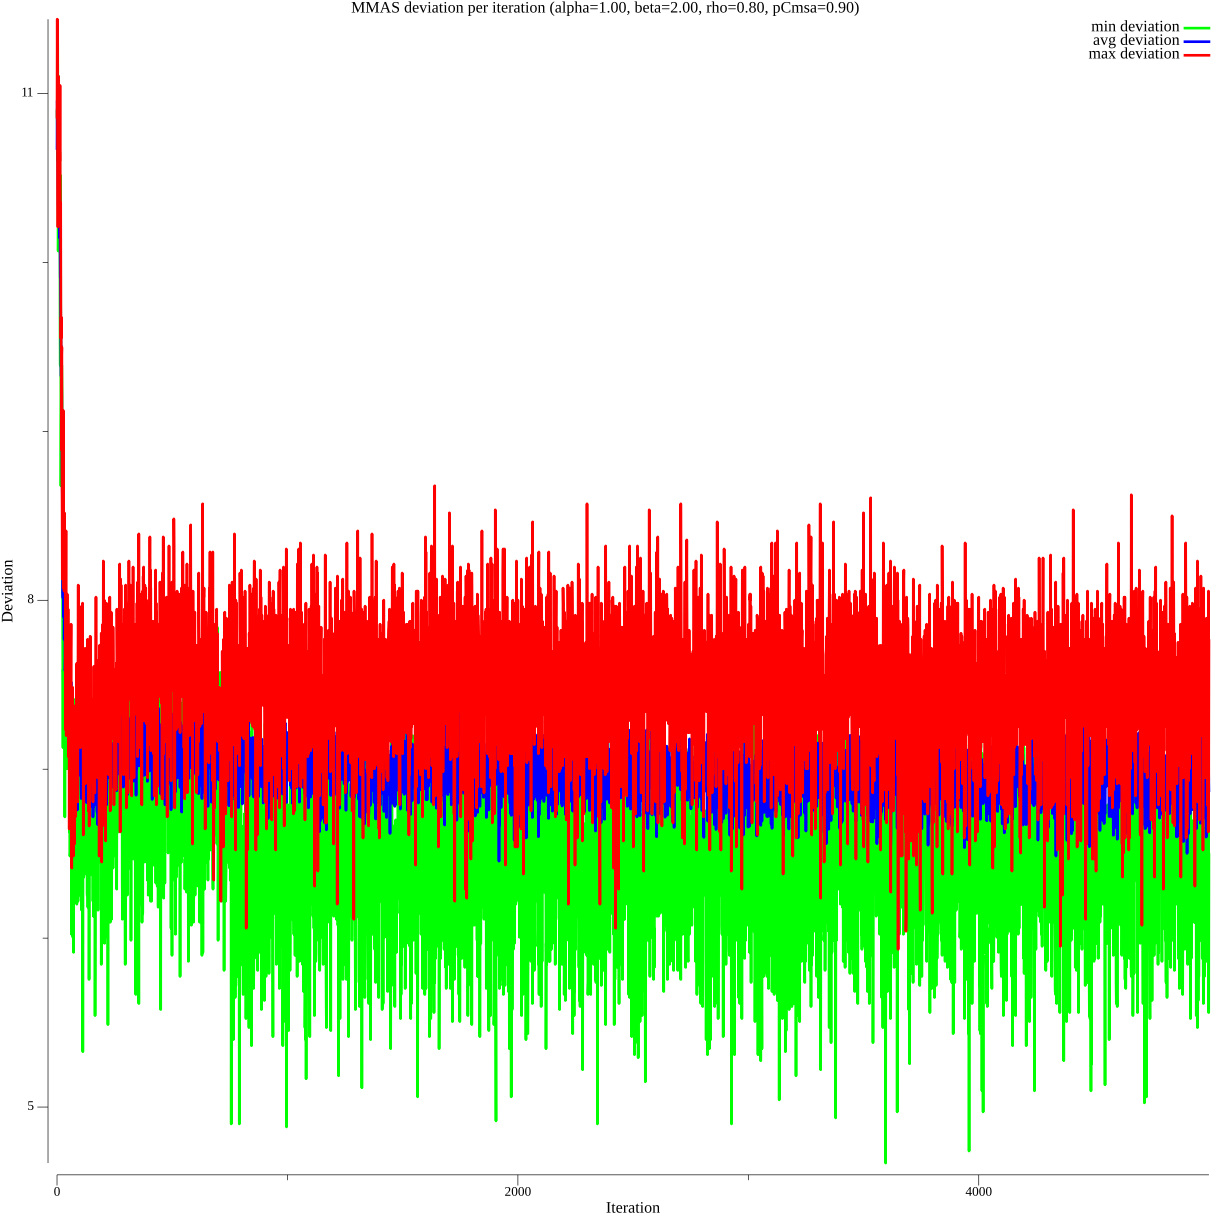 MMAS deviation per iteration (alpha=1.00, beta=2.00, rho=0.80, pCmsa=0.90)
min deviation
avg deviation
max deviation
11
8
5
Deviation
0
2000
4000
Iteration